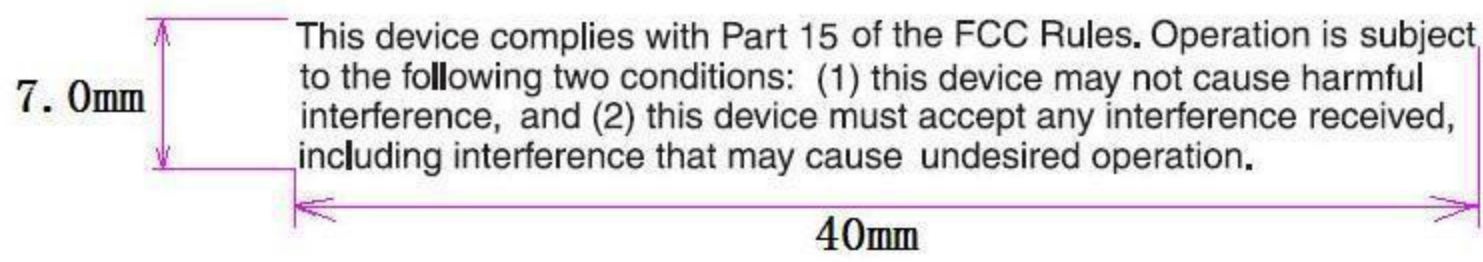 This device complies with Part 15 of the FCC Rules. Operation is subject
to the following two conditions: (1) this device may not cause harmful
7.0mm
interference, and (2) this device must accept any interference received,
including interference that may cause undesired operation.
40mm